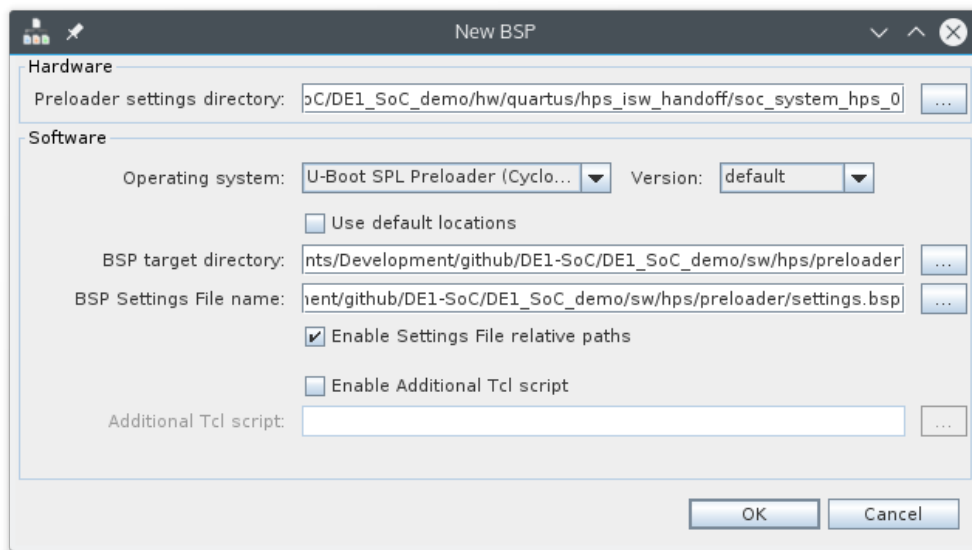 New BSP
Hardware
Preloader settings directory: oC/DE1_SoC_demo/hw/quartus/hps_isw_handoff/soc_system_hps_0 ...
Software
Operating system: U-Boot SPL Preloader (Cyclo... Version: default
Use default locations
BSP target directory: nts/Development/github/DE1-SoC/DE1_SoC_demo/sw/hps/preloader ...
BSP Settings File name: ment/github/DE1-SoC/DE1_SoC_demo/sw/hps/preloader/settings.bsp ...
Enable Settings File relative paths
Enable Additional Tcl script
Additional Tcl script: ...
OK Cancel